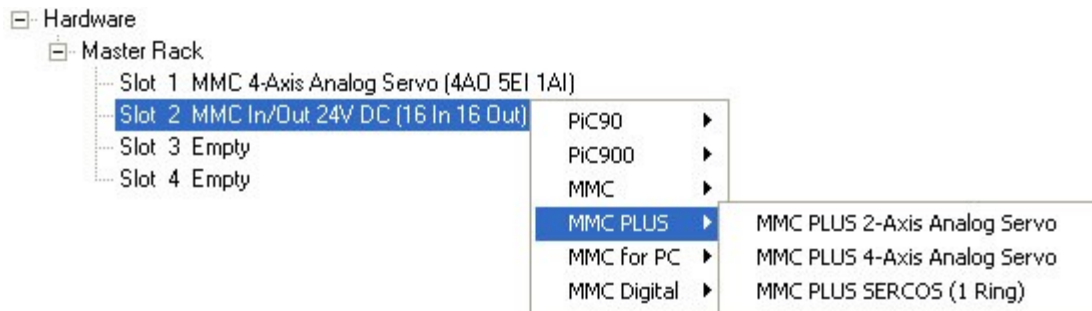 Hardware
Master Rack
Slot 1 MMC 4-Axis Analog Servo (4AO 5EI 1AI)
Slot 2 MMC In/Out 24V DC (16 In 16 Out)
Slot 3 Empty
Slot 4 Empty
PiC90
PiC900
MMC
MMC PLUS
MMC for PC
MMC Digital
MMC PLUS 2-Axis Analog Servo
MMC PLUS 4-Axis Analog Servo
MMC PLUS SERCOS (1 Ring)